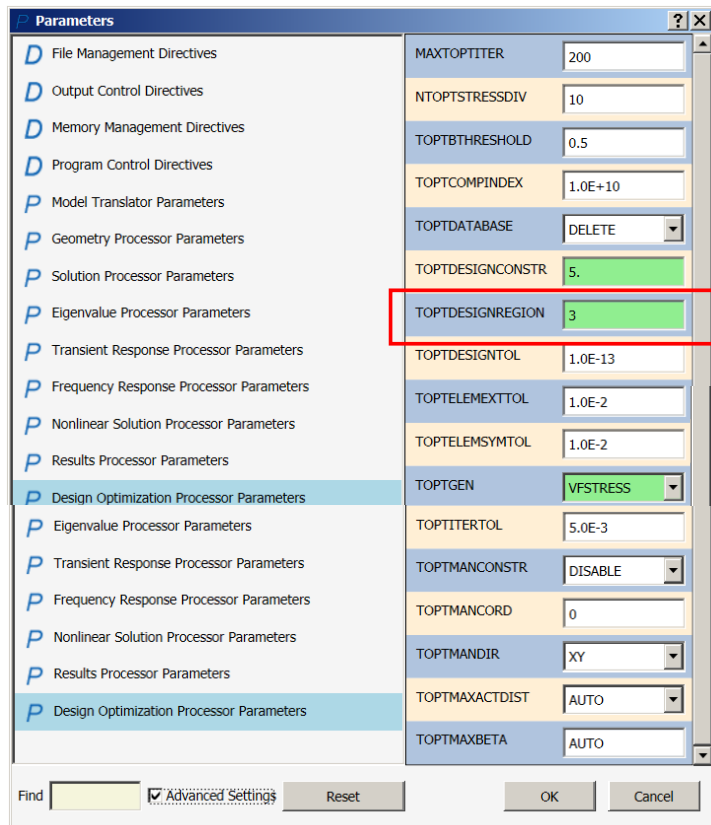 Parameters
D File Management Directives
D Output Control Directives
D Memory Management Directives
D Program Control Directives
P Model Translator Parameters
P Geometry Processor Parameters
P Solution Processor Parameters
P Eigenvalue Processor Parameters
P Transient Response Processor Parameters
P Frequency Response Processor Parameters
P Nonlinear Solution Processor Parameters
P Results Processor Parameters
P Design Optimization Processor Parameters
P Eigenvalue Processor Parameters
P Transient Response Processor Parameters
P Frequency Response Processor Parameters
P Nonlinear Solution Processor Parameters
P Results Processor Parameters
P Design Optimization Processor Parameters
MAXTOPTITER 200
NTOPTSTRESSDIV 10
TOPTBTHRESHOLD 0.5
TOPTCOMPINDEX 1.0E+10
TOPTDATABASE DELETE
TOPTDESIGNCONSTR 5.
TOPTDESIGNREGION 3
TOPTDESIGNTOL 1.0E-13
TOPTELEMEXTTOL 1.0E-2
TOPTELEMSYMTOL 1.0E-2
TOPTGEN VFSTRESS
TOPTITERTOL 5.0E-3
TOPTMANCONSTR DISABLE
TOPTMANCORD 0
TOPTMANDIR XY
TOPTMAXACTDIST AUTO
TOPTMAXBETA AUTO
Find Advanced Settings Reset OK Cancel